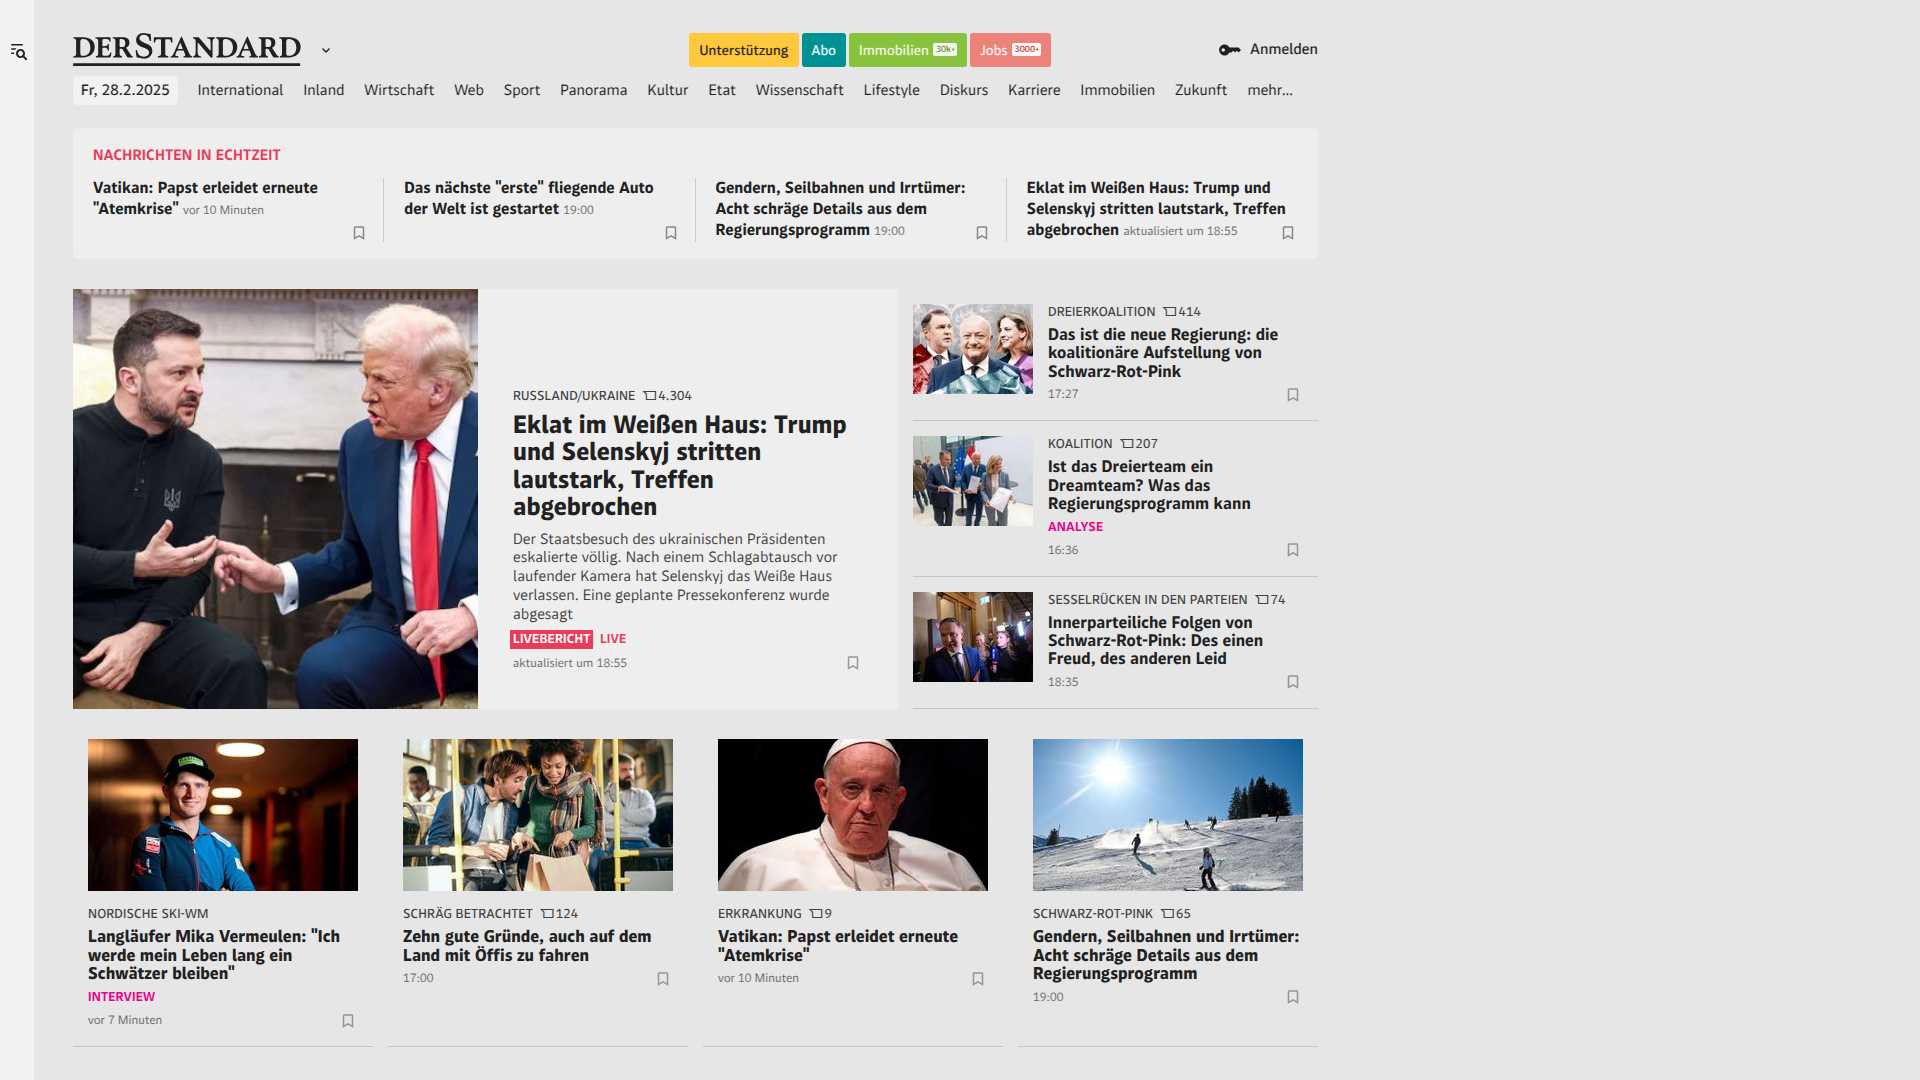 DERSTANDARD
Unterstützung
Abo
Immobilien 30k+
Jobs 3000+
Anmelden
Fr, 28.2.2025
International
Inland
Wirtschaft
Web
Sport
Panorama
Kultur
Etat
Wissenschaft
Lifestyle
Diskurs
Karriere
Immobilien
Zukunft
mehr...
NACHRICHTEN IN ECHTZEIT
Vatikan: Papst erleidet erneute
"Atemkrise" vor 10 Minuten
Das nächste "erste" fliegende Auto
der Welt ist gestartet 19:00
Gendern, Seilbahnen und Irrtümer:
Acht schräge Details aus dem
Regierungsprogramm 19:00
Eklat im Weißen Haus: Trump und
Selenskyj stritten lautstark, Treffen
abgebrochen aktualisiert um 18:55
RUSSLAND/UKRAINE 4.304
Eklat im Weißen Haus: Trump
und Selenskyj stritten
lautstark, Treffen
abgebrochen
Der Staatsbesuch des ukrainischen Präsidenten
eskalierte völlig. Nach einem Schlagabtausch vor
laufender Kamera hat Selenskyj das Weiße Haus
verlassen. Eine geplante Pressekonferenz wurde
abgesagt
LIVEBERICHT LIVE
aktualisiert um 18:55
DREIERKOALITION 414
Das ist die neue Regierung: die
koalitionäre Aufstellung von
Schwarz-Rot-Pink
17:27
KOALITION 207
Ist das Dreierteam ein
Dreamteam? Was das
Regierungsprogramm kann
ANALYSE
16:36
SESSELRÜCKEN IN DEN PARTEIEN 74
Innerparteiliche Folgen von
Schwarz-Rot-Pink: Des einen
Freud, des anderen Leid
18:35
NORDISCHE SKI-WM
Langläufer Mika Vermeulen: "Ich
werde mein Leben lang ein
Schwätzer bleiben"
INTERVIEW
vor 7 Minuten
SCHRÄG BETRACHTET 124
Zehn gute Gründe, auch auf dem
Land mit Öffis zu fahren
17:00
ERKRANKUNG 9
Vatikan: Papst erleidet erneute
"Atemkrise"
vor 10 Minuten
SCHWARZ-ROT-PINK 65
Gendern, Seilbahnen und Irrtümer:
Acht schräge Details aus dem
Regierungsprogramm
19:00